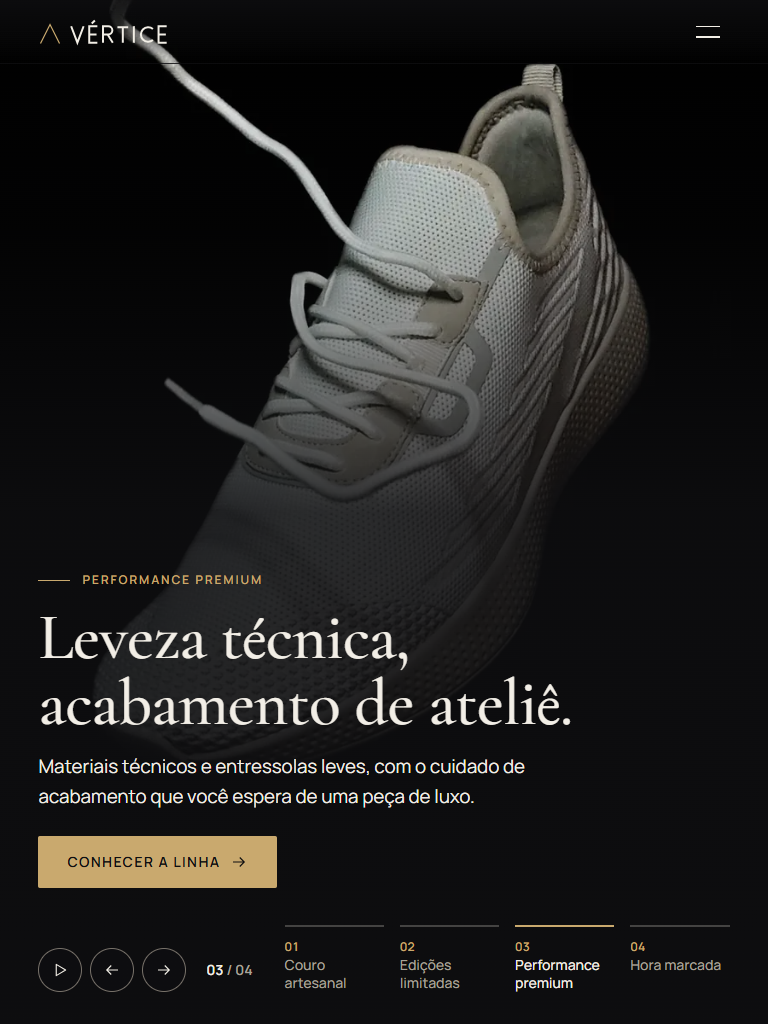 VÉRTICE
PERFORMANCE PREMIUM
Leveza técnica,
acabamento de ateliê.
Materiais técnicos e entressolas leves, com o cuidado de
acabamento que você espera de uma peça de luxo.
CONHECER A LINHA →
03 / 04
01
Couro
artesanal
02
Edições
limitadas
03
Performance
premium
04
Hora marcada